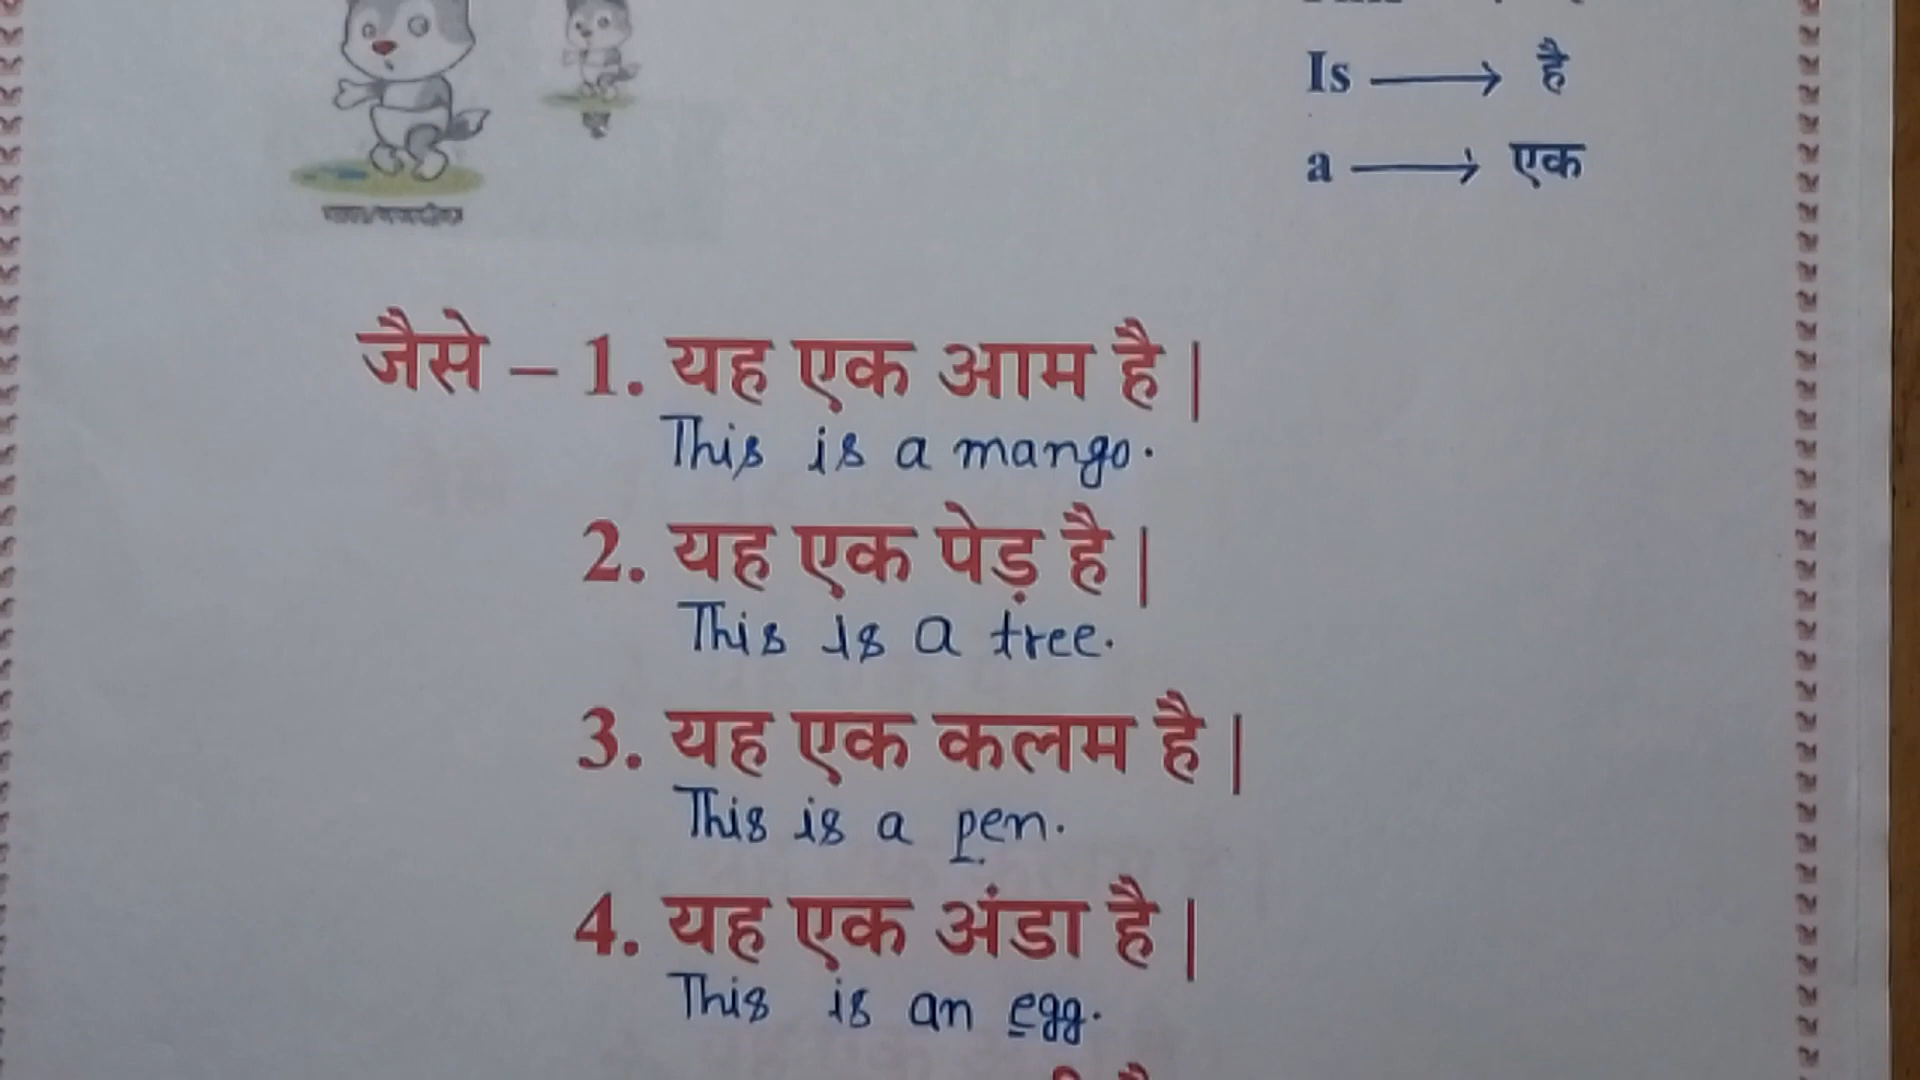 Is → है
a → एक
जैसे – 1. यह एक आम है|
This is a mango.
2. यह एक पेड़ है|
This is a tree.
3. यह एक कलम है|
This is a pen.
4. यह एक अंडा है|
This is an egg.